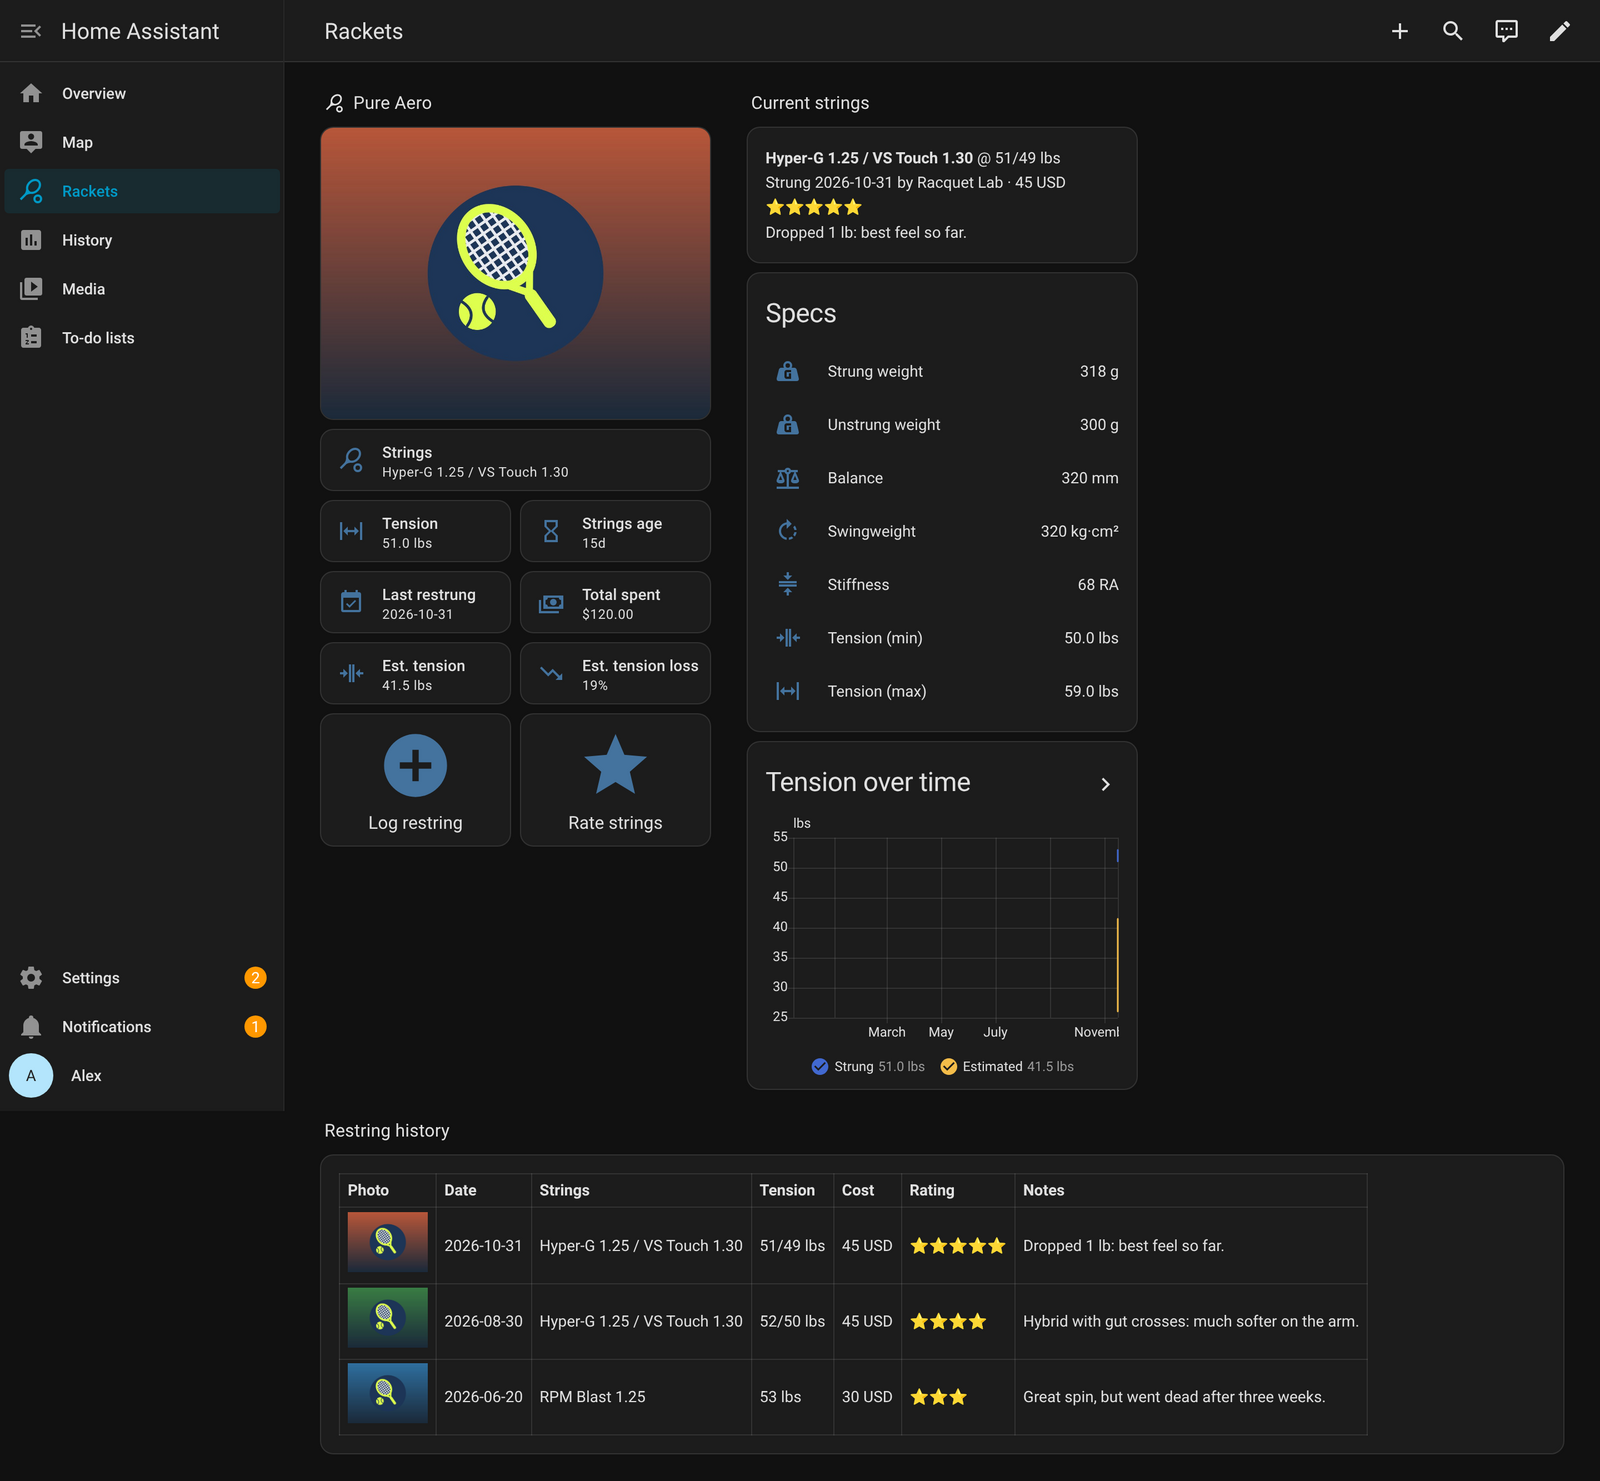 Home Assistant
Rackets
Overview
Map
Rackets
History
Media
To-do lists
Settings
2
Notifications
1
A
Alex
Pure Aero
Strings
Hyper-G 1.25 / VS Touch 1.30
Tension
51.0 lbs
Strings age
15d
Last restrung
2026-10-31
Total spent
$120.00
Est. tension
41.5 lbs
Est. tension loss
19%
Log restring
Rate strings
Current strings
Hyper-G 1.25 / VS Touch 1.30 @ 51/49 lbs
Strung 2026-10-31 by Racquet Lab · 45 USD
⭐⭐⭐⭐⭐
Dropped 1 lb: best feel so far.
Specs
Strung weight 318 g
Unstrung weight 300 g
Balance 320 mm
Swingweight 320 kg·cm²
Stiffness 68 RA
Tension (min) 50.0 lbs
Tension (max) 59.0 lbs
Tension over time
lbs
55
50
45
40
35
30
25
March May July Noveml
Strung 51.0 lbs Estimated 41.5 lbs
Restring history
Photo Date Strings Tension Cost Rating Notes
2026-10-31 Hyper-G 1.25 / VS Touch 1.30 51/49 lbs 45 USD ⭐⭐⭐⭐⭐ Dropped 1 lb: best feel so far.
2026-08-30 Hyper-G 1.25 / VS Touch 1.30 52/50 lbs 45 USD ⭐⭐⭐⭐ Hybrid with gut crosses: much softer on the arm.
2026-06-20 RPM Blast 1.25 53 lbs 30 USD ⭐⭐⭐ Great spin, but went dead after three weeks.